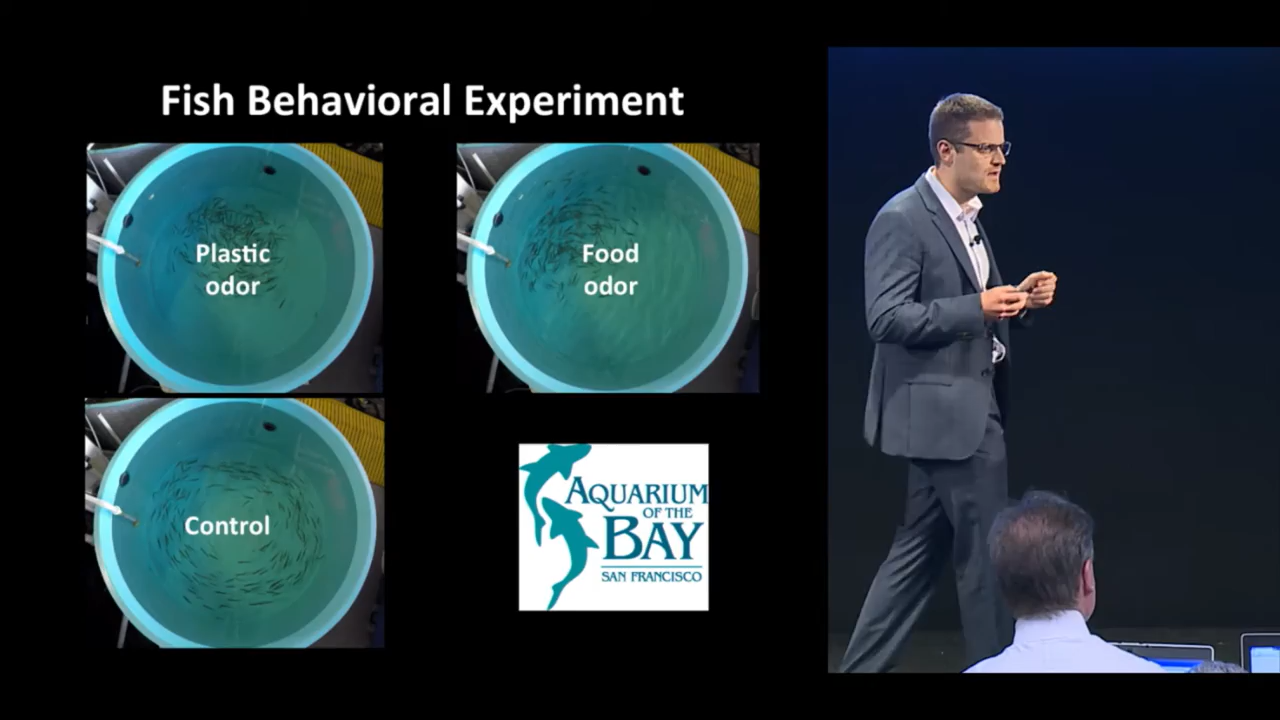 Fish Behavioral Experiment
Plastic
odor
Food
odor
Control
AQUARIUM
OF THE
BAY
SAN FRANCISCO